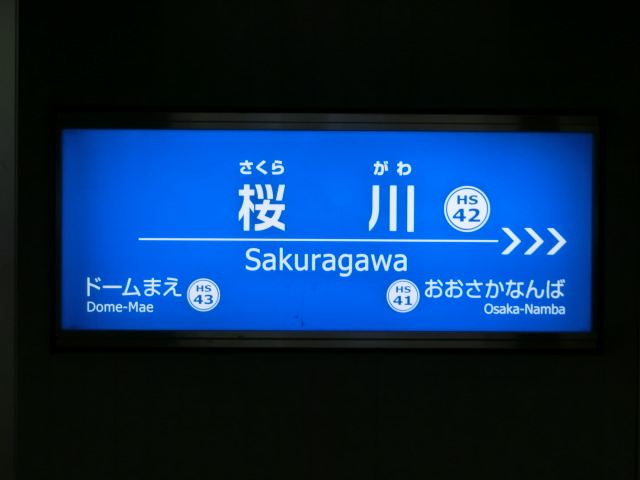 さくら がわ
桜 川 HS 42
Sakuragawa
ドームまえ HS 43 HS 41 おおさかなんば
Dome-Mae Osaka-Namba